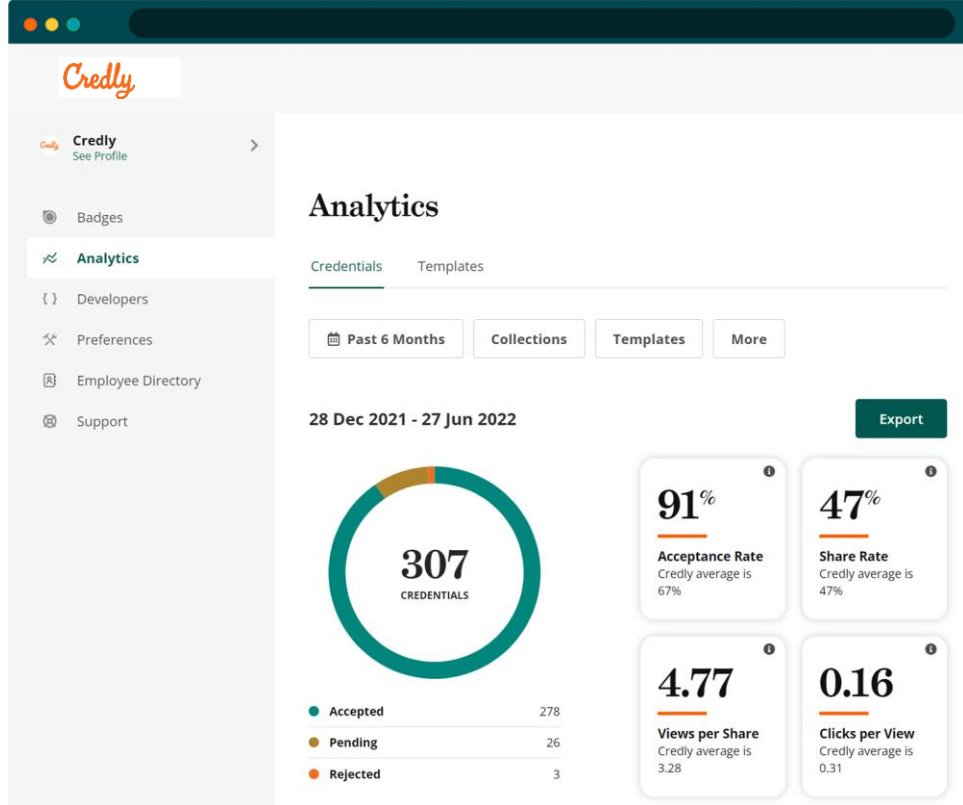 Credly
Credly
Credly
See Profile
Badges
Analytics
Developers
Preferences
Employee Directory
Support
Analytics
Credentials Templates
Past 6 Months Collections Templates More
28 Dec 2021 - 27 Jun 2022
Export
307
CREDENTIALS
Accepted 278
Pending 26
Rejected 3
91%
Acceptance Rate
Credly average is
67%
47%
Share Rate
Credly average is
47%
4.77
Views per Share
Credly average is
3.28
0.16
Clicks per View
Credly average is
0.31